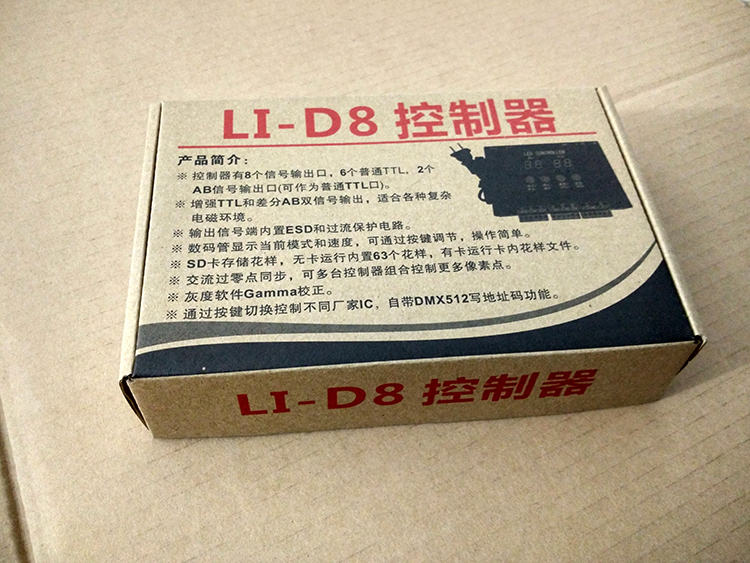 LI-D8 控制器
产品简介：
※ 控制器有8个信号输出口，6个普通TTL，2个
AB信号输出口(可作为普通TTL口)。
※ 增强TTL和差分AB双信号输出，适合各种复杂
电磁环境。
※ 输出信号端内置ESD和过流保护电路。
※ 数码管显示当前模式和速度，可通过按键调节，操作简单。
※ SD卡存储花样，无卡运行内置63个花样，有卡运行卡内花样文件。
※ 交流过零点同步，可多台控制器组合控制更多像素点。
※ 灰度软件Gamma校正。
※ 通过按键切换控制不同厂家IC，自带DMX512写地址码功能。
LED CONTROLLER
88 88
LI-D8 控制器